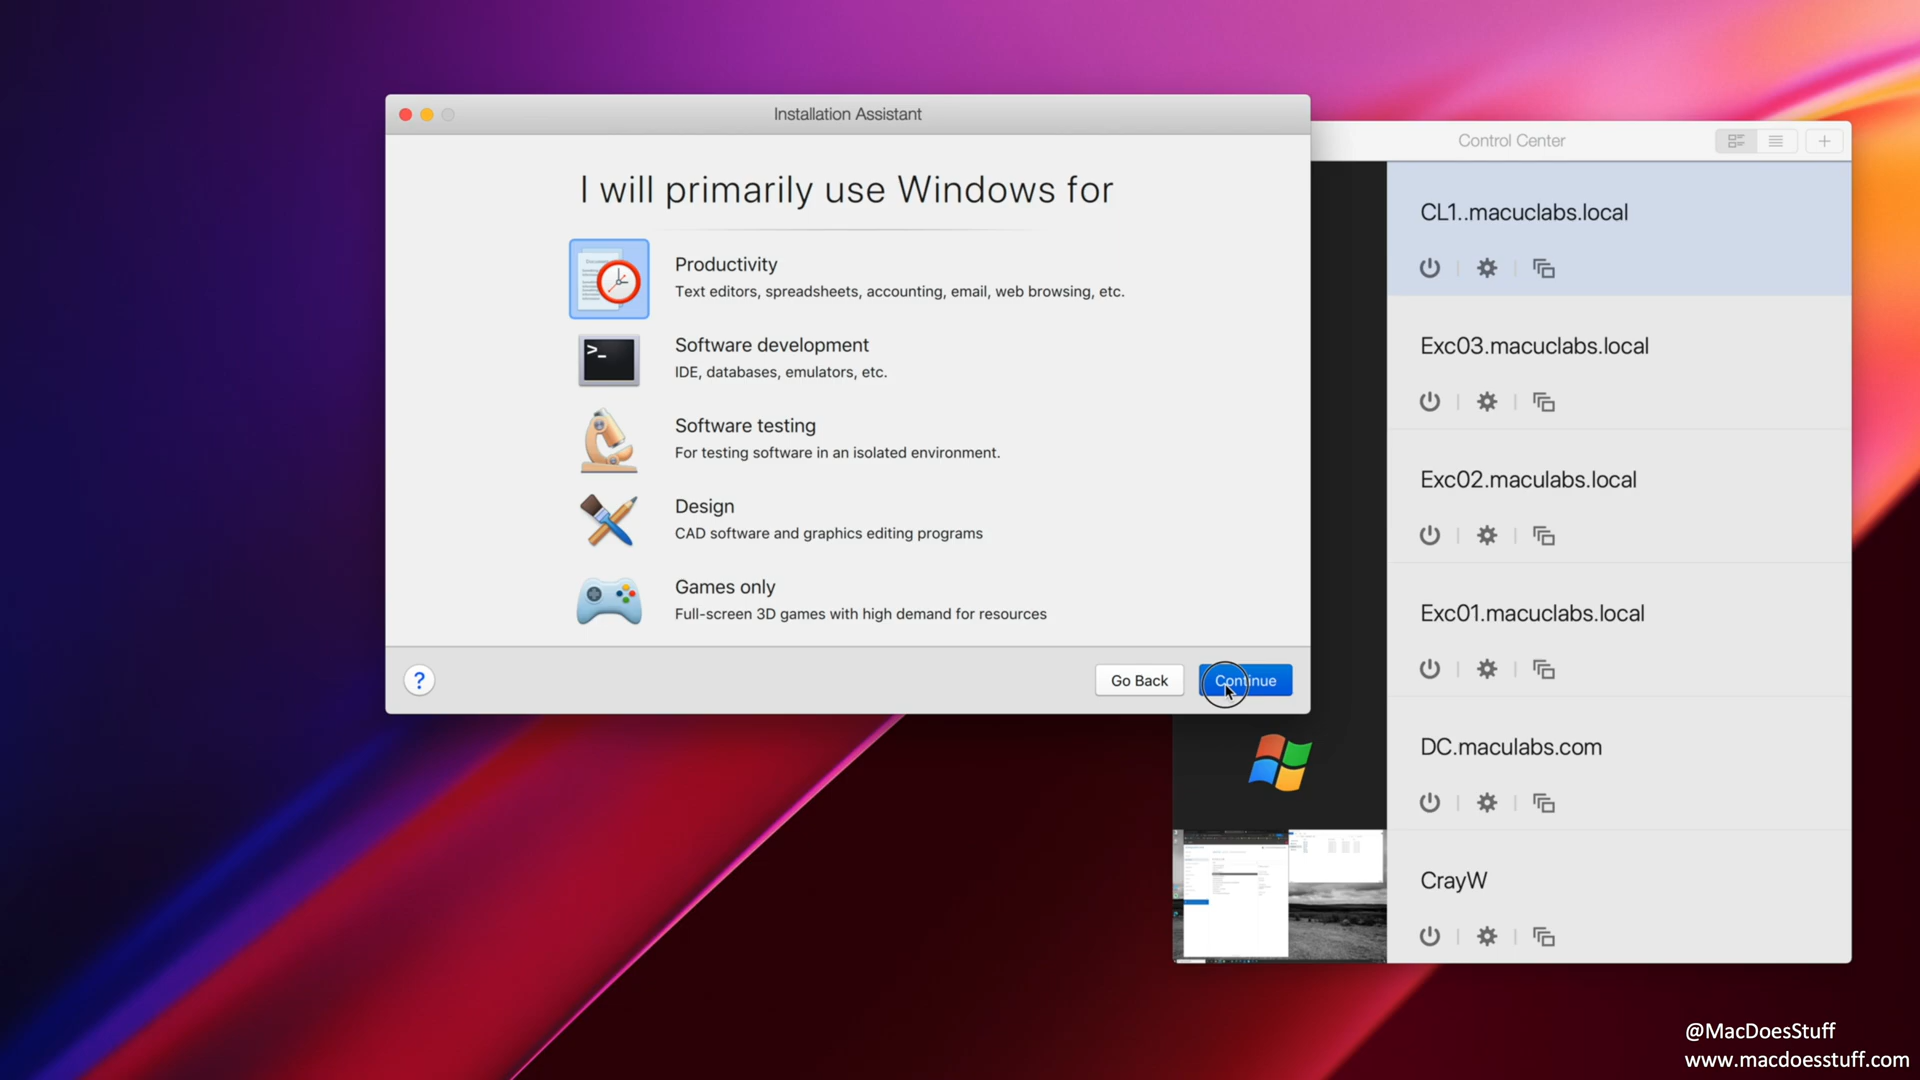 Installation Assistant
I will primarily use Windows for
Productivity
Text editors, spreadsheets, accounting, email, web browsing, etc.
>_
Software development
IDE, databases, emulators, etc.
Software testing
For testing software in an isolated environment.
Design
CAD software and graphics editing programs
Games only
Full-screen 3D games with high demand for resources
?
Go Back
Continue
Control Center
CL1..macuclabs.local
Exc03.macuclabs.local
Exc02.maculabs.local
Exc01.macuclabs.local
DC.maculabs.com
CrayW
@MacDoesStuff
www.macdoesstuff.com